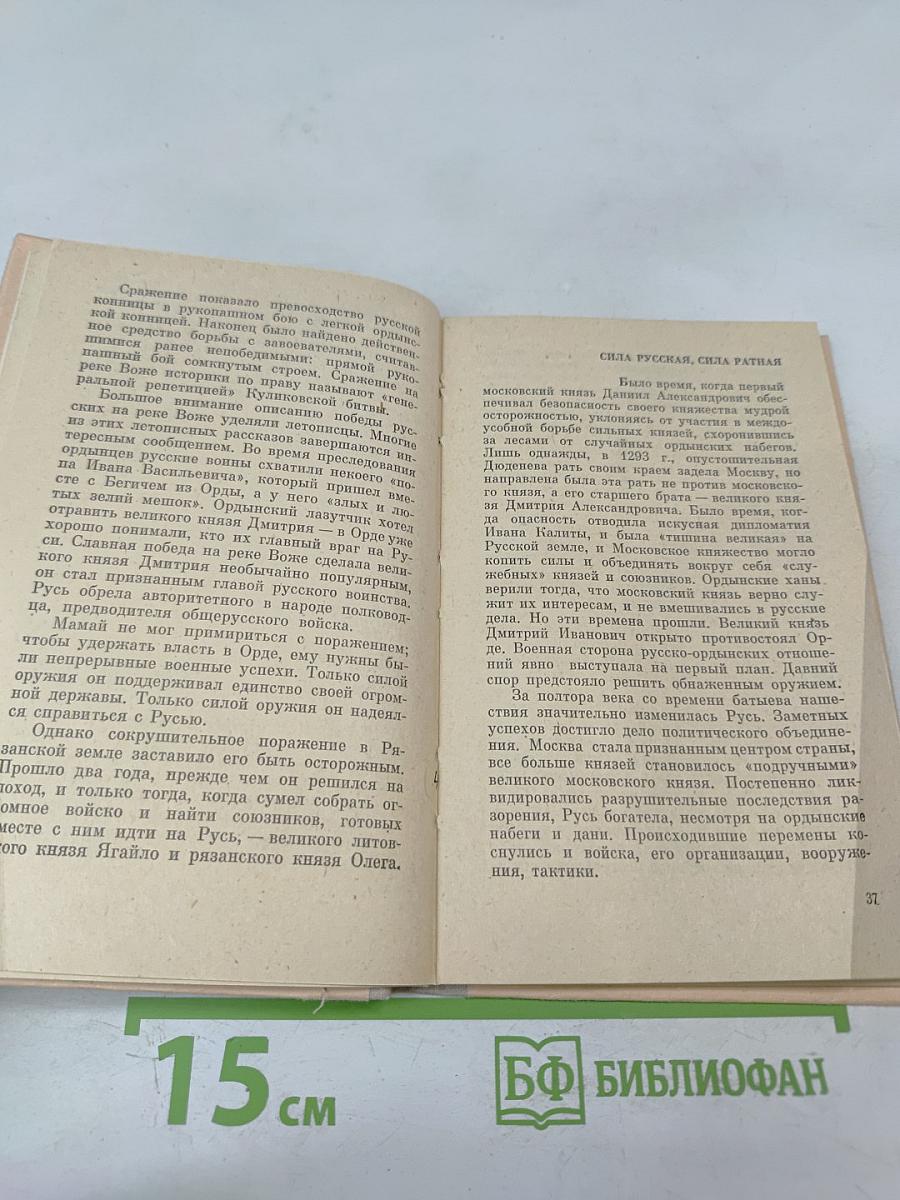 Сражение показало превосходство русской
конницы в рукопашном бою с легкой ордынс-
кой конницей. Наконец было найдено действен-
ное средство борьбы с завоевателями, считав-
шимися ранее непобедимыми: прямой руко-
пашный бой сомкнутым строем. Сражение на
реке Воже историки по праву называют «гене-
ральной репетицией» Куликовской битвы.
Большое внимание описанию победы рус-
ских на реке Воже уделяли летописцы. Многие
из этих летописных рассказов завершаются ин-
тересным сообщением. Во время преследования
ордынцев русские воины схватили некоего «по-
па Ивана Васильевича», который пришел вме-
сте с Бегичем из Орды, а у него «злых и лю-
тых зелий мешок». Ордынский лазутчик хотел
отравить великого князя Дмитрия — в Орде уже
хорошо понимали, кто их главный враг на Ру-
си. Славная победа на реке Воже сделала вели-
кого князя Дмитрия необычайно популярным,
он стал признанным главой русского воинства.
Русь обрела авторитетного в народе полковод-
ца, предводителя общерусского войска.
Мамай не мог примириться с поражением;
чтобы удержать власть в Орде, ему нужны бы-
ли непрерывные военные успехи. Только силой
оружия он поддерживал единство своей огром-
ной державы. Только силой оружия он надеял-
ся справиться с Русью.
Однако сокрушительное поражение в Ря-
занской земле заставило его быть осторожным.
Прошло два года, прежде чем он решился на
поход, и только тогда, когда сумел собрать ог-
ромное войско и найти союзников, готовых
вместе с ним идти на Русь, — великого литов-
кого князя Ягайло и рязанского князя Олега.
СИЛА РУССКАЯ, СИЛА РАТНАЯ
Было время, когда первый
московский князь Даниил Александрович обес-
печивал безопасность своего княжества мудрой
осторожностью, уклоняясь от участия в междо-
усобной борьбе сильных князей, схоронившись
за лесами от случайных ордынских набегов.
Лишь однажды, в 1293 г., опустошительная
Дюденева рать своим краем задела Москву, но
направлена была эта рать не против московско-
го князя, а его старшего брата — великого кня-
зя Дмитрия Александровича. Было время, ког-
да опасность отводила искусная дипломатия
Ивана Калиты, и была «тишина великая» на
Русской земле, и Московское княжество могло
копить силы и объединять вокруг себя «слу-
жебных» князей и союзников. Ордынские ханы
верили тогда, что московский князь верно слу-
жит их интересам, и не вмешивались в русские
дела. Но эти времена прошли. Великий князь
Дмитрий Иванович открыто противостоял Ор-
де. Военная сторона русско-ордынских отноше-
ний явно выступала на первый план. Давний
спор предстояло решить обнаженным оружием.
За полтора века со времени батыева наше-
ствия значительно изменилась Русь. Заметных
успехов достигло дело политического объедине-
ния. Москва стала признанным центром страны,
все больше князей становилось «подручными»
великого московского князя. Постепенно лик-
видировались разрушительные последствия ра-
зорения, Русь богатела, несмотря на ордынские
набеги и дани. Происходившие перемены ко-
снулись и войска, его организации, вооруже-
ния, тактики.
37
15 см
БФ БИБЛИОФАН